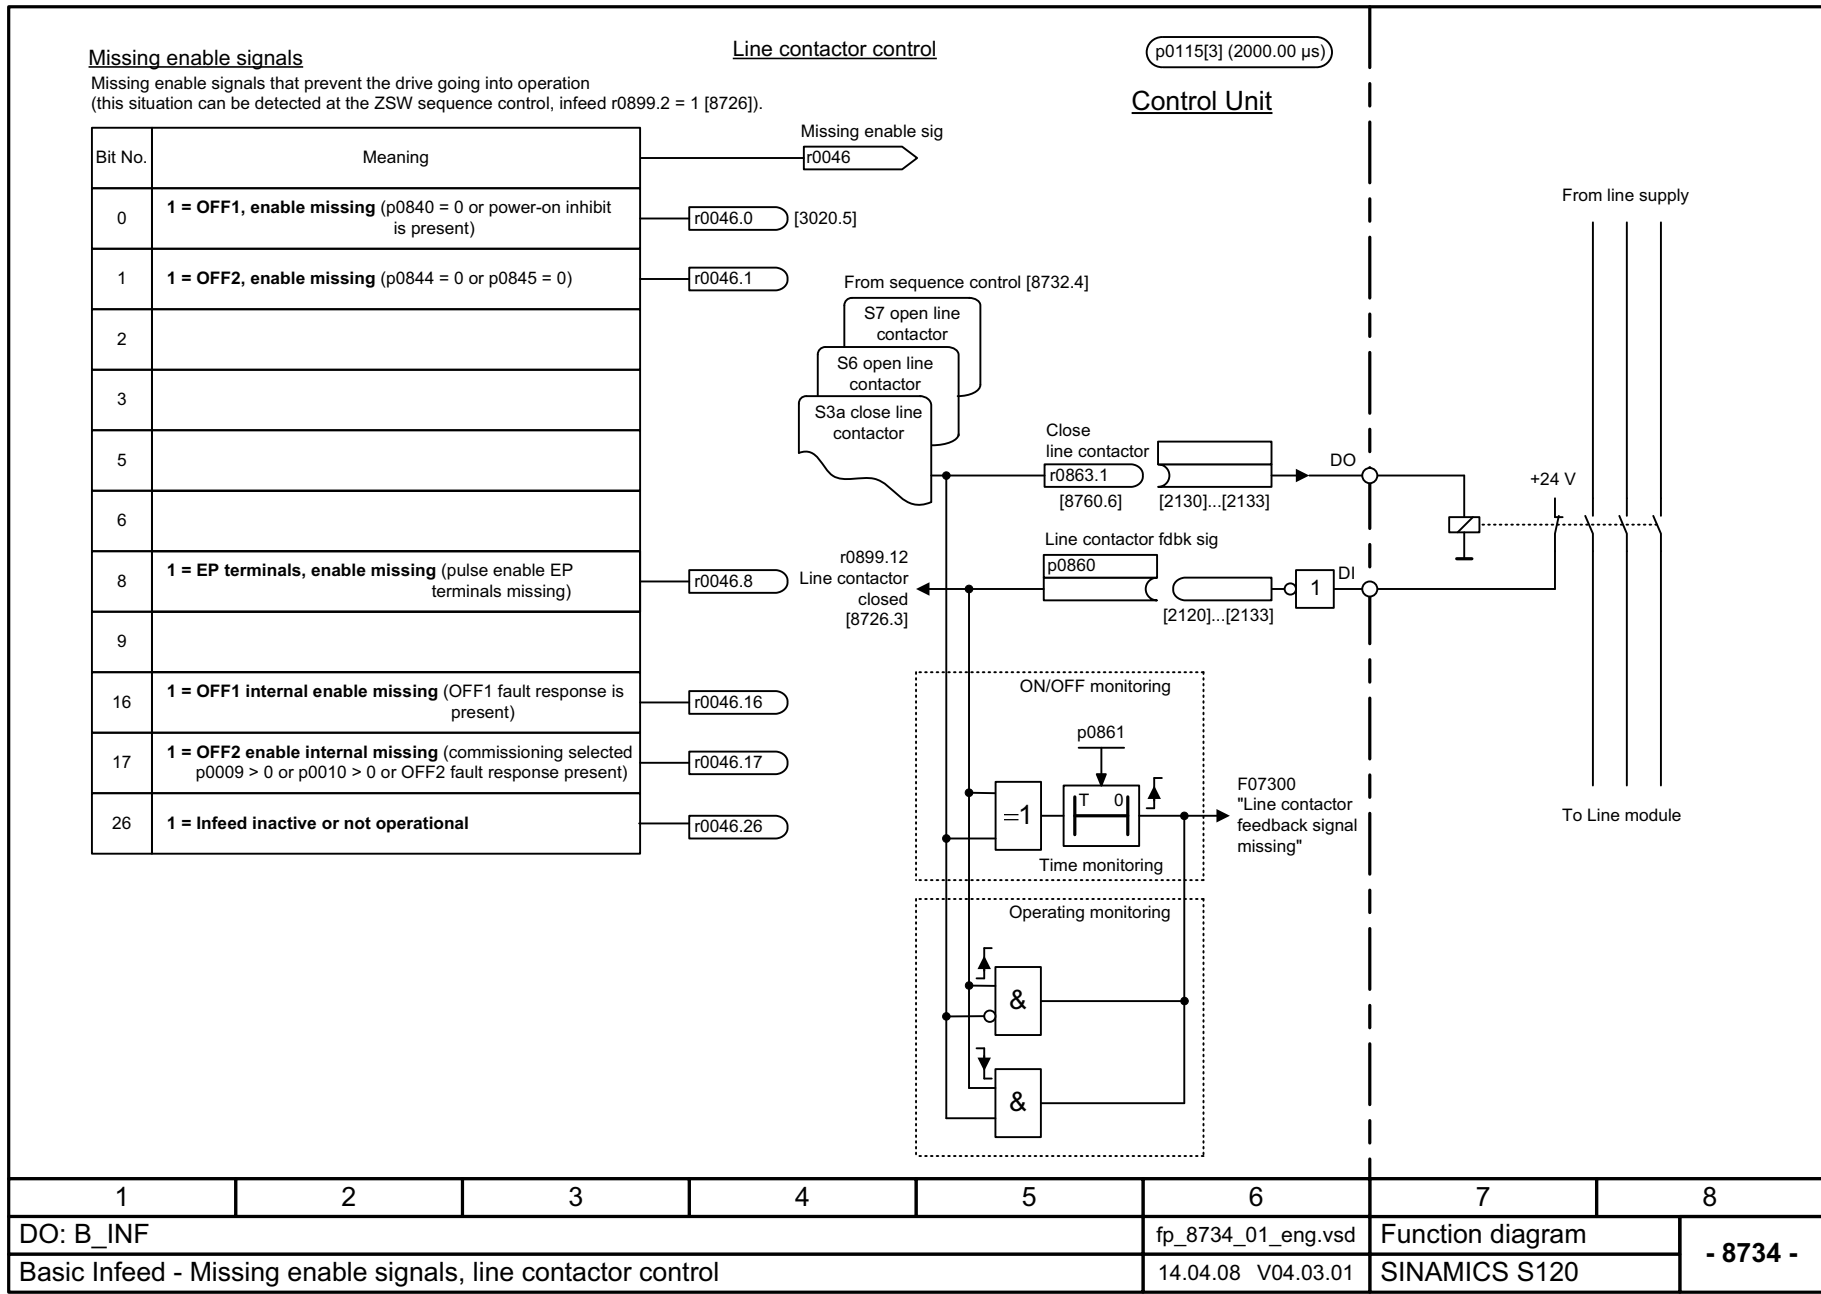 Missing enable signals
Missing enable signals that prevent the drive going into operation
(this situation can be detected at the ZSW sequence control, infeed r0899.2 = 1 [8726]).
Line contactor control
p0115[3] (2000.00 µs)
Control Unit
Bit No.
Meaning
Missing enable sig
r0046
0
1 = OFF1, enable missing (p0840 = 0 or power-on inhibit
is present)
r0046.0
[3020.5]
1
1 = OFF2, enable missing (p0844 = 0 or p0845 = 0)
r0046.1
2
3
5
6
8
1 = EP terminals, enable missing (pulse enable EP
terminals missing)
r0046.8
9
16
1 = OFF1 internal enable missing (OFF1 fault response is
present)
r0046.16
17
1 = OFF2 enable internal missing (commissioning selected
p0009 > 0 or p0010 > 0 or OFF2 fault response present)
r0046.17
26
1 = Infeed inactive or not operational
r0046.26
From sequence control [8732.4]
S7 open line
contactor
S6 open line
contactor
S3a close line
contactor
Close
line contactor
r0863.1
[8760.6]
[2130]...[2133]
DO
r0899.12
Line contactor
closed
[8726.3]
Line contactor fdbk sig
p0860
[2120]...[2133]
1
DI
From line supply
+24 V
To Line module
ON/OFF monitoring
p0861
=1
T 0
Time monitoring
F07300
"Line contactor
feedback signal
missing"
Operating monitoring
&
&
1 2 3 4 5 6 7 8
DO: B_INF
fp_8734_01_eng.vsd
Function diagram
- 8734 -
Basic Infeed - Missing enable signals, line contactor control
14.04.08 V04.03.01
SINAMICS S120